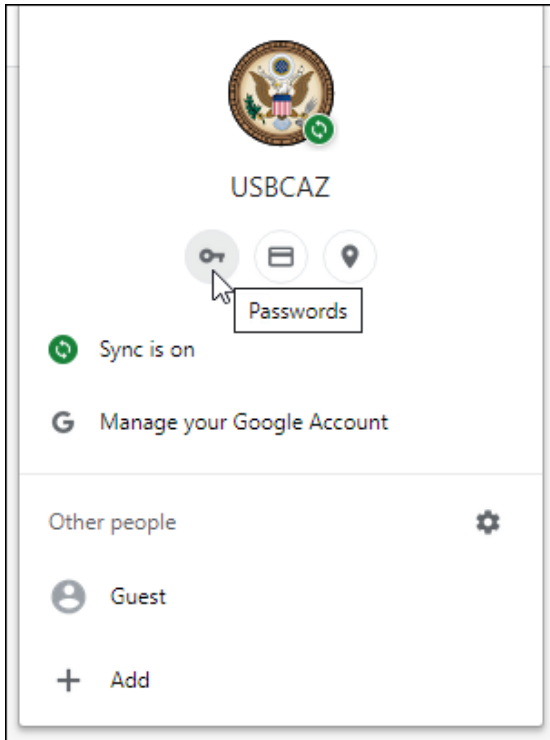 USBCAZ
Passwords
Sync is on
G Manage your Google Account
Other people
Guest
Add